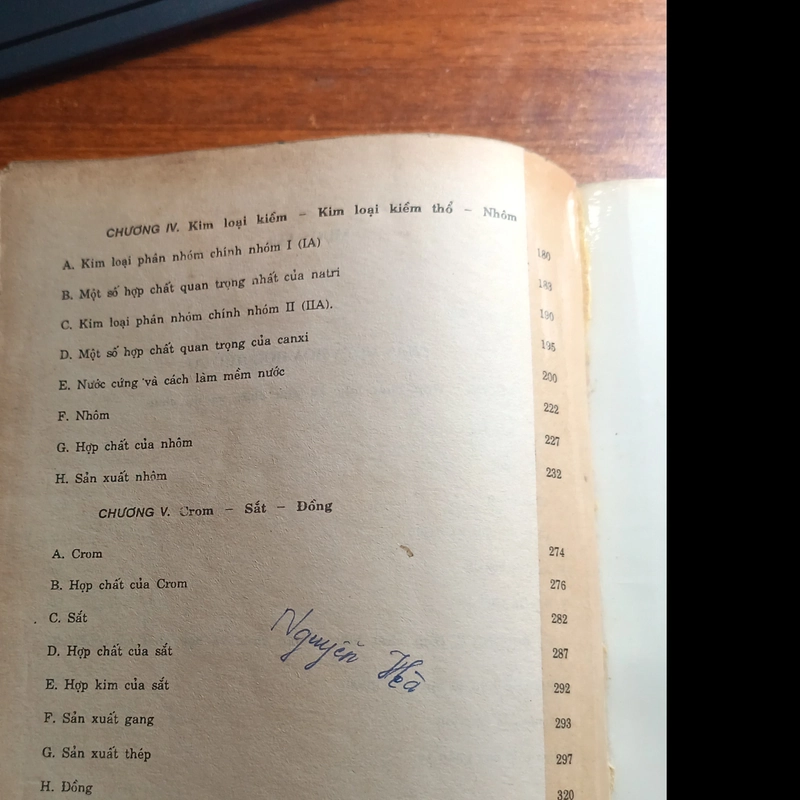 CHƯƠNG IV. Kim loại kiềm – Kim loại kiềm thổ – Nhôm
A. Kim loại phân nhóm chính nhóm I (IA) 180
B. Một số hợp chất quan trọng nhất của natri 183
C. Kim loại phân nhóm chính nhóm II (IIA). 190
D. Một số hợp chất quan trọng của canxi 195
E. Nước cứng và cách làm mềm nước 200
F. Nhôm 222
G. Hợp chất của nhôm 227
H. Sản xuất nhôm 232
CHƯƠNG V. Crom – Sắt – Đồng
A. Crom 274
B. Hợp chất của Crom 276
C. Sắt 282
D. Hợp chất của sắt 287
E. Hợp kim của sắt 292
F. Sản xuất gang 293
G. Sản xuất thép 297
H. Đồng 320
Nguyễn